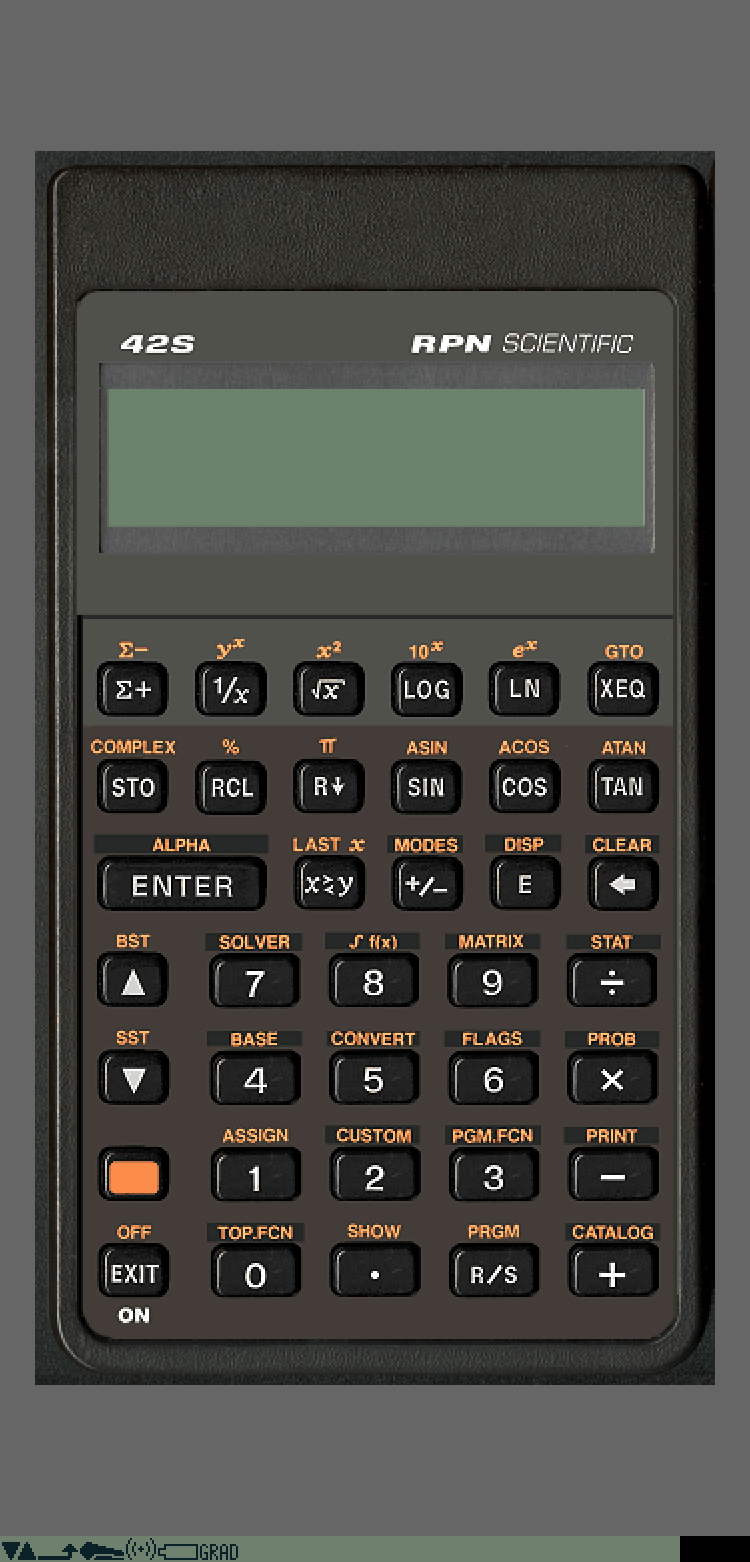 42S RPN SCIENTIFIC
Σ− yˣ x² 10ˣ eˣ GTO
Σ+ 1/x √x LOG LN XEQ
COMPLEX % π ASIN ACOS ATAN
STO RCL R↓ SIN COS TAN
ALPHA LAST x MODES DISP CLEAR
ENTER x≷y +/− E ←
BST SOLVER ∫f(x) MATRIX STAT
▲ 7 8 9 ÷
SST BASE CONVERT FLAGS PROB
▼ 4 5 6 ×
ASSIGN CUSTOM PGM.FCN PRINT
1 2 3 −
OFF TOP.FCN SHOW PRGM CATALOG
EXIT 0 . R/S +
ON
▼▲ GRAD